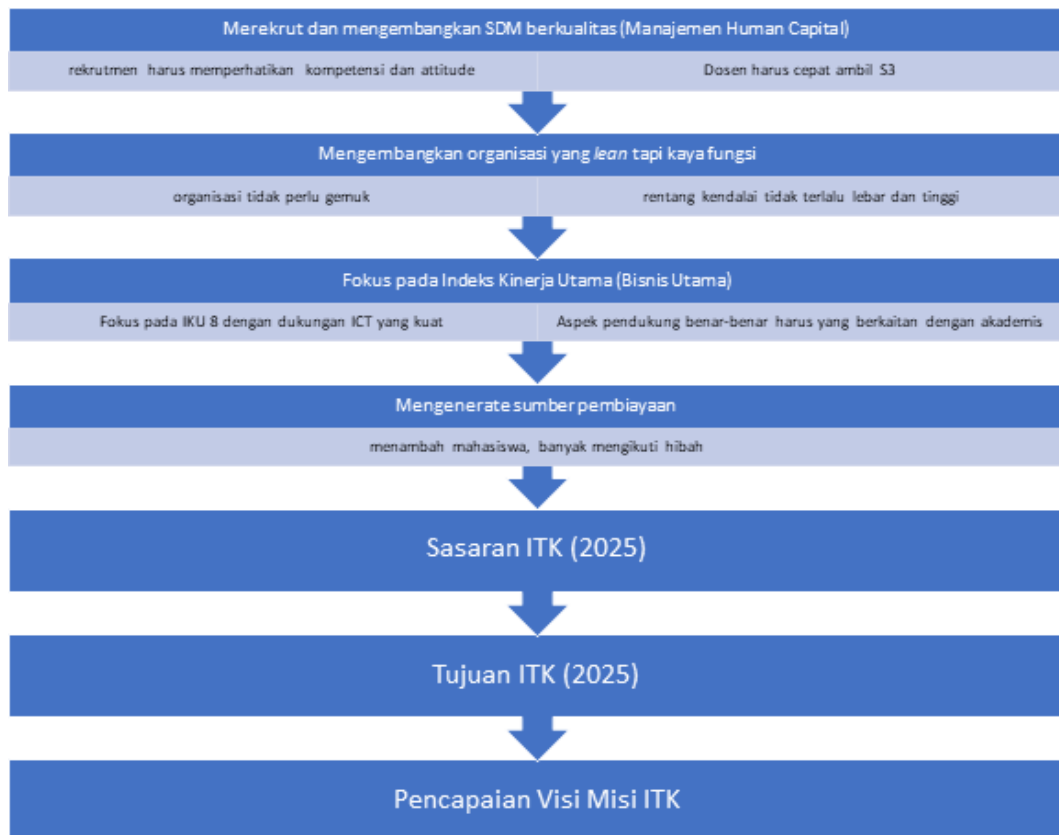 Merekrut dan mengembangkan SDM berkualitas (Manajemen Human Capital)
rekrutmen harus memperhatikan kompetensi dan attitude
Dosen harus cepat ambil S3
Mengembangkan organisasi yang lean tapi kaya fungsi
organisasi tidak perlu gemuk
rentang kendalai tidak terlalu lebar dan tinggi
Fokus pada Indeks Kinerja Utama (Bisnis Utama)
Fokus pada IKU 8 dengan dukungan ICT yang kuat
Aspek pendukung benar-benar harus yang berkaitan dengan akademis
Mengenerate sumber pembiayaan
menambah mahasiswa, banyak mengikuti hibah
Sasaran ITK (2025)
Tujuan ITK (2025)
Pencapaian Visi Misi ITK